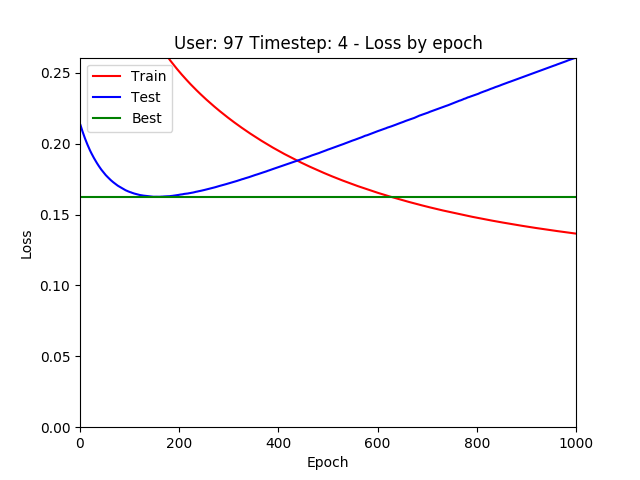 User: 97 Timestep: 4 - Loss by epoch
Train
Test
Best
0.25
0.20
0.15
0.10
0.05
0.00
Loss
0 200 400 600 800 1000
Epoch